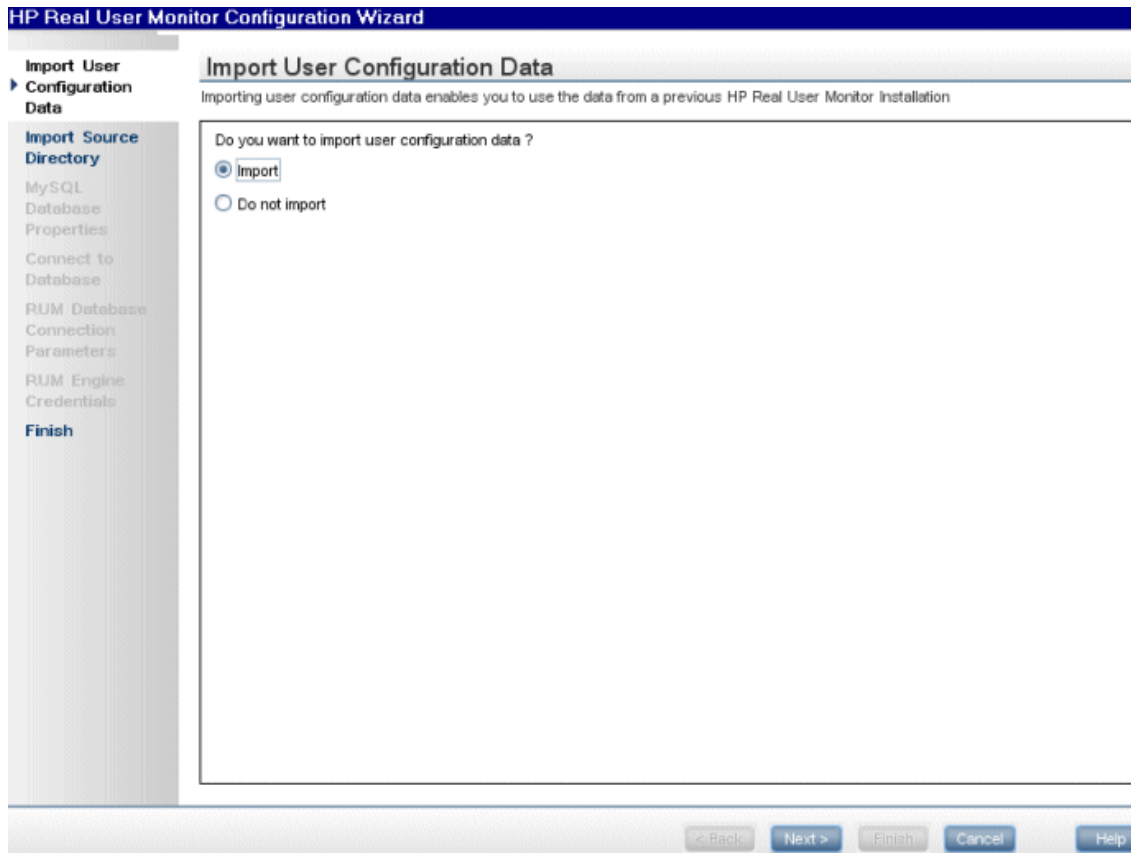 HP Real User Monitor Configuration Wizard
Import User
Configuration
Data
Import Source
Directory
MySQL
Database
Properties
Connect to
Database
RUM Database
Connection
Parameters
RUM Engine
Credentials
Finish
Import User Configuration Data
Importing user configuration data enables you to use the data from a previous HP Real User Monitor Installation
Do you want to import user configuration data ?
Import
Do not import
< Back
Next >
Finish
Cancel
Help